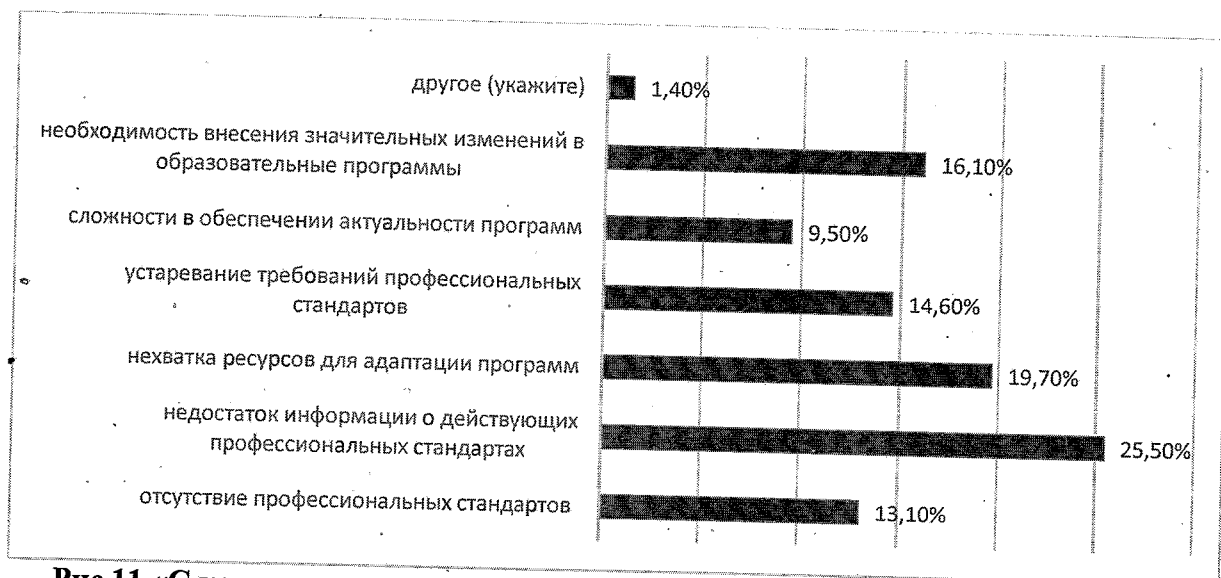 другое (укажите)
1,40%
необходимость внесения значительных изменений в
образовательные программы
16,10%
сложности в обеспечении актуальности программ
9,50%
устаревание требований профессиональных
стандартов
14,60%
нехватка ресурсов для адаптации программ
19,70%
недостаток информации о действующих
профессиональных стандартах
25,50%
отсутствие профессиональных стандартов
13,10%
Рис 11